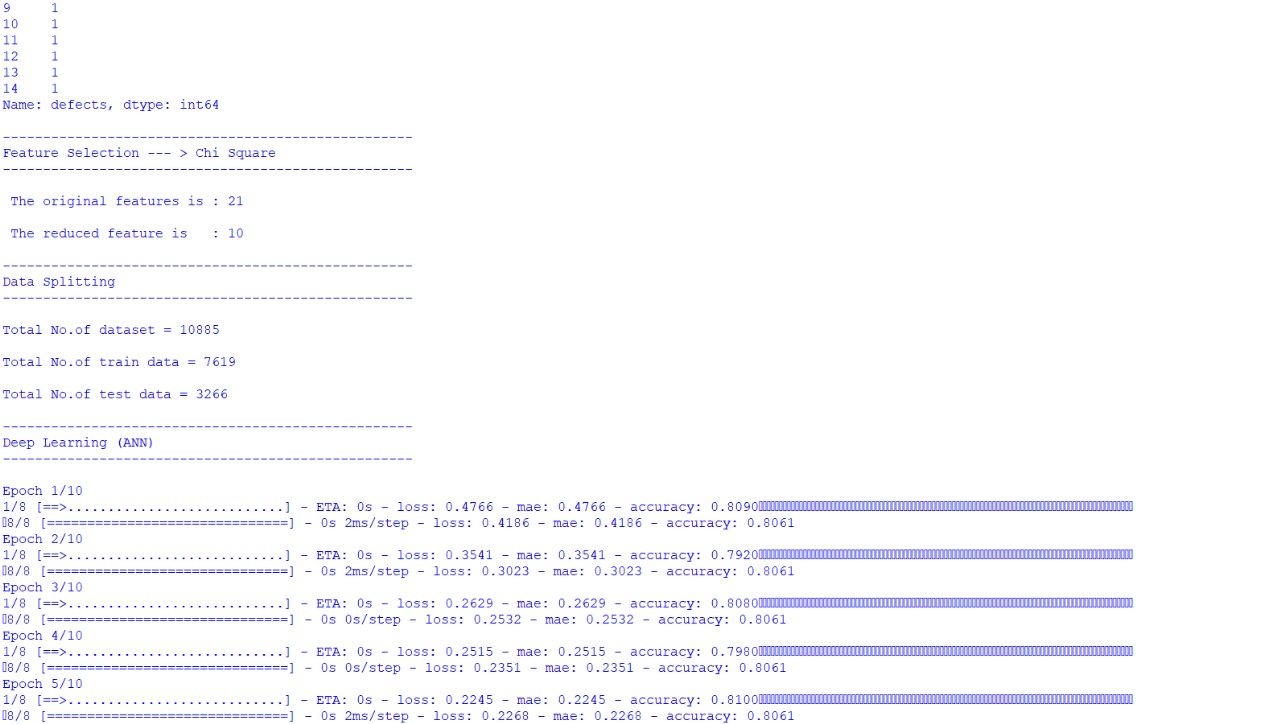 9     1
10    1
11    1
12    1
13    1
14    1
Name: defects, dtype: int64
---------------------------------------------------
Feature Selection --- > Chi Square
---------------------------------------------------
The original features is : 21
The reduced feature is   : 10
---------------------------------------------------
Data Splitting
---------------------------------------------------
Total No.of dataset = 10885
Total No.of train data = 7619
Total No.of test data = 3266
---------------------------------------------------
Deep Learning (ANN)
---------------------------------------------------
Epoch 1/10
1/8 [==>...........................] - ETA: 0s - loss: 0.4766 - mae: 0.4766 - accuracy: 0.8090
8/8 [==============================] - 0s 2ms/step - loss: 0.4186 - mae: 0.4186 - accuracy: 0.8061
Epoch 2/10
1/8 [==>...........................] - ETA: 0s - loss: 0.3541 - mae: 0.3541 - accuracy: 0.7920
8/8 [==============================] - 0s 2ms/step - loss: 0.3023 - mae: 0.3023 - accuracy: 0.8061
Epoch 3/10
1/8 [==>...........................] - ETA: 0s - loss: 0.2629 - mae: 0.2629 - accuracy: 0.8080
8/8 [==============================] - 0s 0s/step - loss: 0.2532 - mae: 0.2532 - accuracy: 0.8061
Epoch 4/10
1/8 [==>...........................] - ETA: 0s - loss: 0.2515 - mae: 0.2515 - accuracy: 0.7980
8/8 [==============================] - 0s 0s/step - loss: 0.2351 - mae: 0.2351 - accuracy: 0.8061
Epoch 5/10
1/8 [==>...........................] - ETA: 0s - loss: 0.2245 - mae: 0.2245 - accuracy: 0.8100
8/8 [==============================] - 0s 2ms/step - loss: 0.2268 - mae: 0.2268 - accuracy: 0.8061